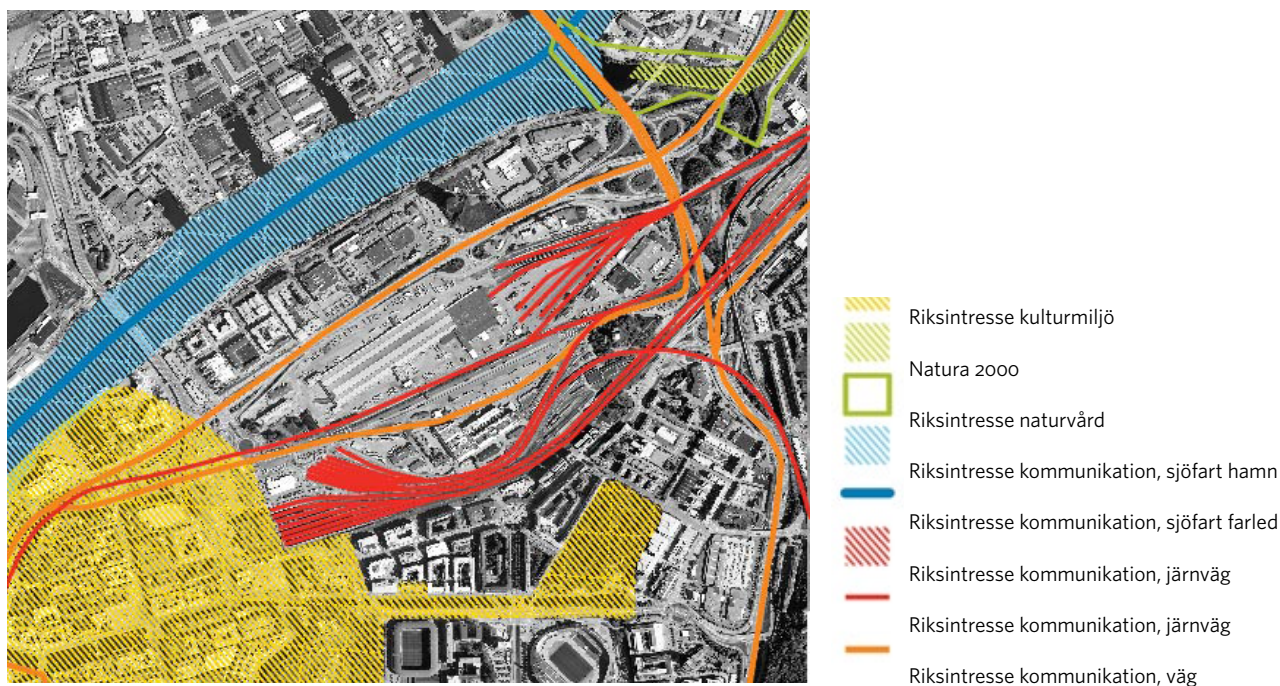 Riksintresse kulturmiljö
Natura 2000
Riksintresse naturvård
Riksintresse kommunikation, sjöfart hamn
Riksintresse kommunikation, sjöfart farled
Riksintresse kommunikation, järnväg
Riksintresse kommunikation, järnväg
Riksintresse kommunikation, väg